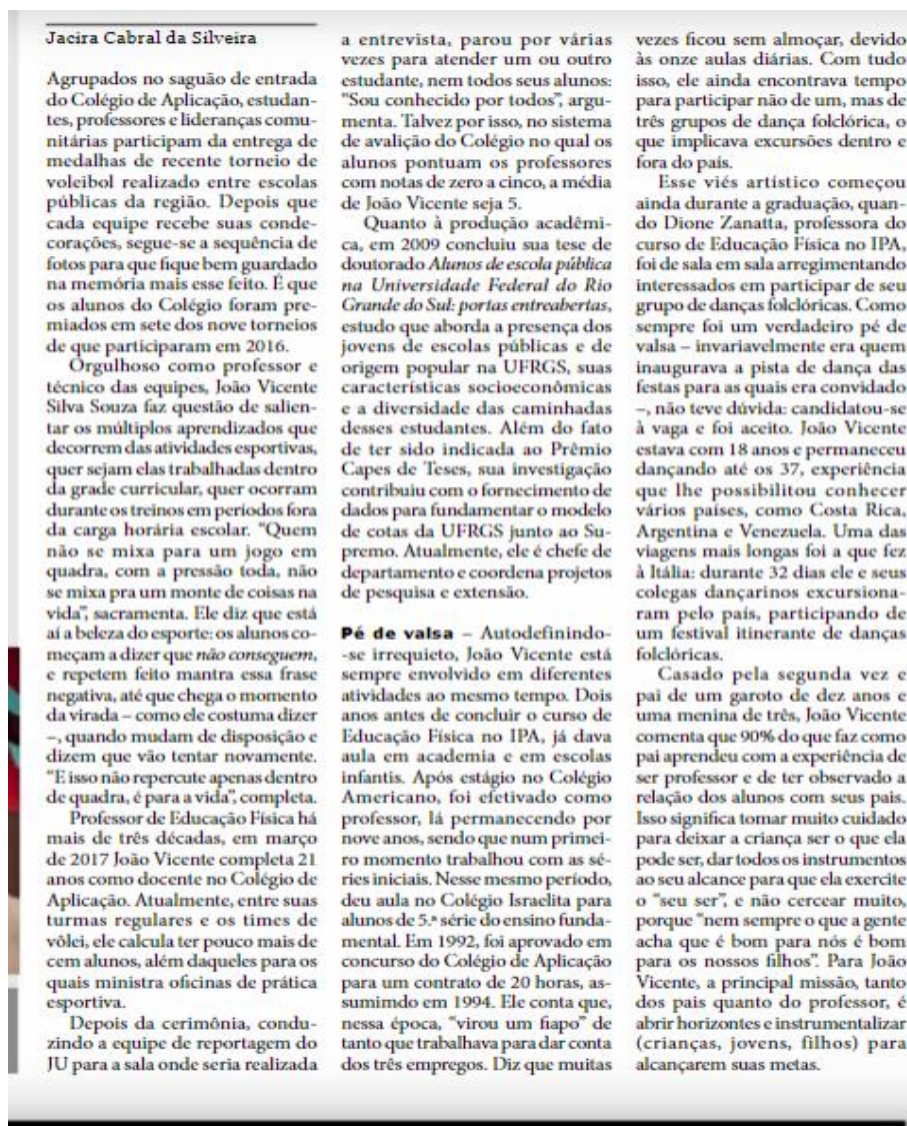 Jacira Cabral da Silveira
Agrupados no saguão de entrada
do Colégio de Aplicação, estudan-
tes, professores e lideranças comu-
nitárias participam da entrega de
medalhas de recente torneio de
voleibol realizado entre escolas
públicas da região. Depois que
cada equipe recebe suas conde-
corações, segue-se a sequência de
fotos para que fique bem guardado
na memória mais esse feito. É que
os alunos do Colégio foram pre-
miados em sete dos nove torneios
de que participaram em 2016.
Orgulhoso como professor e
técnico das equipes, João Vicente
Silva Souza faz questão de salien-
tar os múltiplos aprendizados que
decorrem das atividades esportivas,
quer sejam elas trabalhadas dentro
da grade curricular, quer ocorram
durante os treinos em períodos fora
da carga horária escolar. “Quem
não se mixa para um jogo em
quadra, com a pressão toda, não
se mixa pra um monte de coisas na
vida”, sacramenta. Ele diz que está
aí a beleza do esporte: os alunos co-
meçam a dizer que não conseguem,
e repetem feito mantra essa frase
negativa, até que chega o momento
da virada – como ele costuma dizer
–, quando mudam de disposição e
dizem que vão tentar novamente.
“E isso não repercute apenas dentro
de quadra, é para a vida”, completa.
Professor de Educação Física há
mais de três décadas, em março
de 2017 João Vicente completa 21
anos como docente no Colégio de
Aplicação. Atualmente, entre suas
turmas regulares e os times de
vôlei, ele calcula ter pouco mais de
cem alunos, além daqueles para os
quais ministra oficinas de prática
esportiva.
Depois da cerimônia, condu-
zindo a equipe de reportagem do
JU para a sala onde seria realizada
a entrevista, parou por várias
vezes para atender um ou outro
estudante, nem todos seus alunos:
“Sou conhecido por todos”, argu-
menta. Talvez por isso, no sistema
de avalição do Colégio no qual os
alunos pontuam os professores
com notas de zero a cinco, a média
de João Vicente seja 5.
Quanto à produção acadêmi-
ca, em 2009 concluiu sua tese de
doutorado Alunos de escola pública
na Universidade Federal do Rio
Grande do Sul: portas entreabertas,
estudo que aborda a presença dos
jovens de escolas públicas e de
origem popular na UFRGS, suas
características socioeconômicas
e a diversidade das caminhadas
desses estudantes. Além do fato
de ter sido indicada ao Prêmio
Capes de Teses, sua investigação
contribuiu com o fornecimento de
dados para fundamentar o modelo
de cotas da UFRGS junto ao Su-
premo. Atualmente, ele é chefe de
departamento e coordena projetos
de pesquisa e extensão.
Pé de valsa – Autodefinindo-
-se irrequieto, João Vicente está
sempre envolvido em diferentes
atividades ao mesmo tempo. Dois
anos antes de concluir o curso de
Educação Física no IPA, já dava
aula em academia e em escolas
infantis. Após estágio no Colégio
Americano, foi efetivado como
professor, lá permanecendo por
nove anos, sendo que num primei-
ro momento trabalhou com as sé-
ries iniciais. Nesse mesmo período,
deu aula no Colégio Israelita para
alunos de 5.ª série do ensino funda-
mental. Em 1992, foi aprovado em
concurso do Colégio de Aplicação
para um contrato de 20 horas, as-
sumimdo em 1994. Ele conta que,
nessa época, “virou um fiapo” de
tanto que trabalhava para dar conta
dos três empregos. Diz que muitas
vezes ficou sem almoçar, devido
às onze aulas diárias. Com tudo
isso, ele ainda encontrava tempo
para participar não de um, mas de
três grupos de dança folclórica, o
que implicava excursões dentro e
fora do país.
Esse viés artístico começou
ainda durante a graduação, quan-
do Dione Zanatta, professora do
curso de Educação Física no IPA,
foi de sala em sala arregimentando
interessados em participar de seu
grupo de danças folclóricas. Como
sempre foi um verdadeiro pé de
valsa – invariavelmente era quem
inaugurava a pista de dança das
festas para as quais era convidado
–, não teve dúvida: candidatou-se
à vaga e foi aceito. João Vicente
estava com 18 anos e permaneceu
dançando até os 37, experiência
que lhe possibilitou conhecer
vários países, como Costa Rica,
Argentina e Venezuela. Uma das
viagens mais longas foi a que fez
à Itália: durante 32 dias ele e seus
colegas dançarinos excursiona-
ram pelo país, participando de
um festival itinerante de danças
folclóricas.
Casado pela segunda vez e
pai de um garoto de dez anos e
uma menina de três, João Vicente
comenta que 90% do que faz como
pai aprendeu com a experiência de
ser professor e de ter observado a
relação dos alunos com seus pais.
Isso significa tomar muito cuidado
para deixar a criança ser o que ela
pode ser, dar todos os instrumentos
ao seu alcance para que ela exercite
o “seu ser”, e não cercear muito,
porque “nem sempre o que a gente
acha que é bom para nós é bom
para os nossos filhos”. Para João
Vicente, a principal missão, tanto
dos pais quanto do professor, é
abrir horizontes e instrumentalizar
(crianças, jovens, filhos) para
alcançarem suas metas.